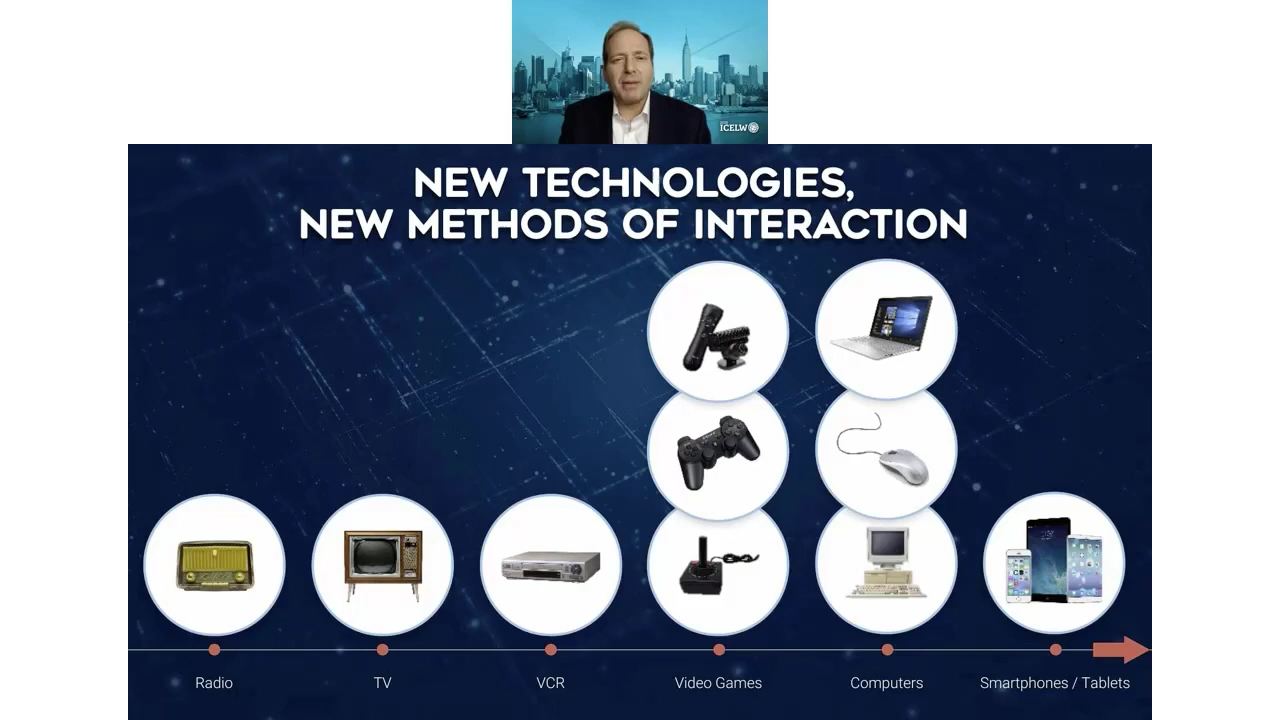 ICELW
NEW TECHNOLOGIES,
NEW METHODS OF INTERACTION
Radio
TV
VCR
Video Games
Computers
Smartphones / Tablets